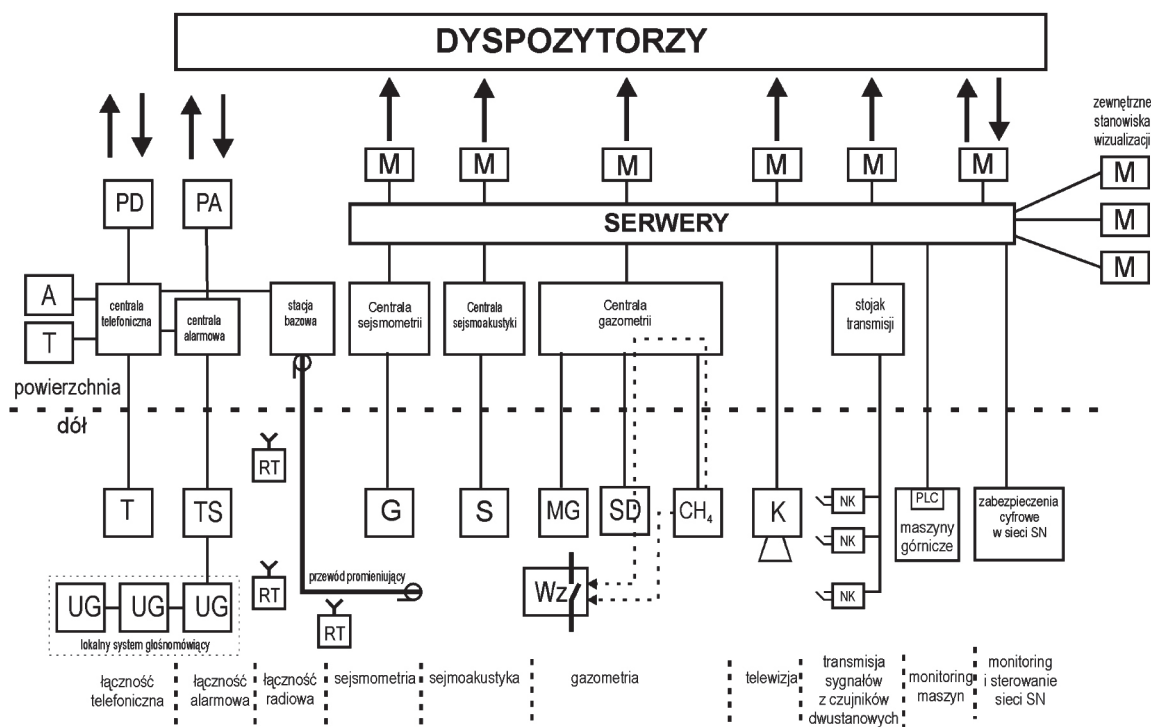 DYSPOZYTORZY
zewnętrzne
stanowiska
wizualizacji
M
M
M
M
M
M
M
M
M
PD
PA
SERWERY
A
T
centrala
telefoniczna
centrala
alarmowa
stacja
bazowa
Centrala
sejsmometrii
Centrala
sejsmoakustyki
Centrala
gazometrii
stojak
transmisji
powierzchnia
dół
RT
T
TS
G
S
MG
SD
CH4
K
NK
NK
NK
PLC
maszyny
górnicze
zabezpieczenia
cyfrowe
w sieci SN
RT
przewód promieniujący
RT
Wz
UG
UG
UG
lokalny system głośnomówiący
łączność
telefoniczna
łączność
alarmowa
łączność
radiowa
sejsmometria
sejmoakustyka
gazometria
telewizja
transmisja
sygnałów
z czujników
dwustanowych
monitoring
maszyn
monitoring
i sterowanie
sieci SN